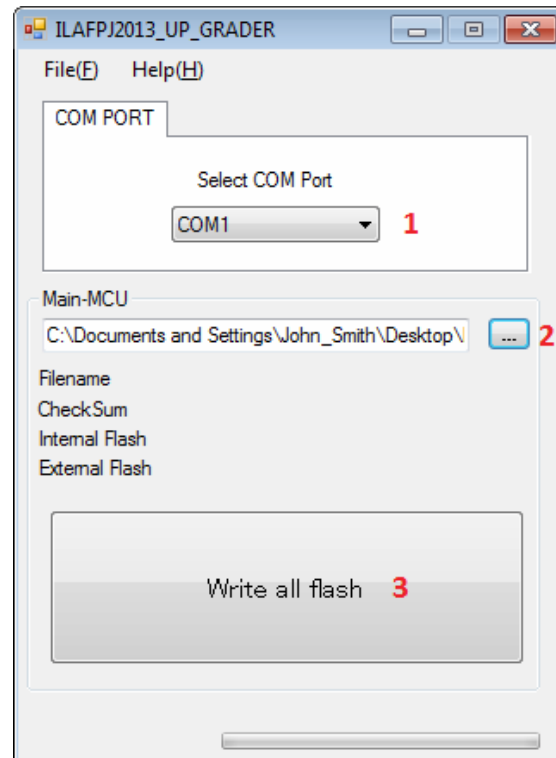 ILAFPJ2013_UP_GRADER
File(F) Help(H)
COM PORT
Select COM Port
COM1 1
Main-MCU
C:\Documents and Settings\John_Smith\Desktop\ ... 2
Filename
CheckSum
Internal Flash
External Flash
Write all flash 3